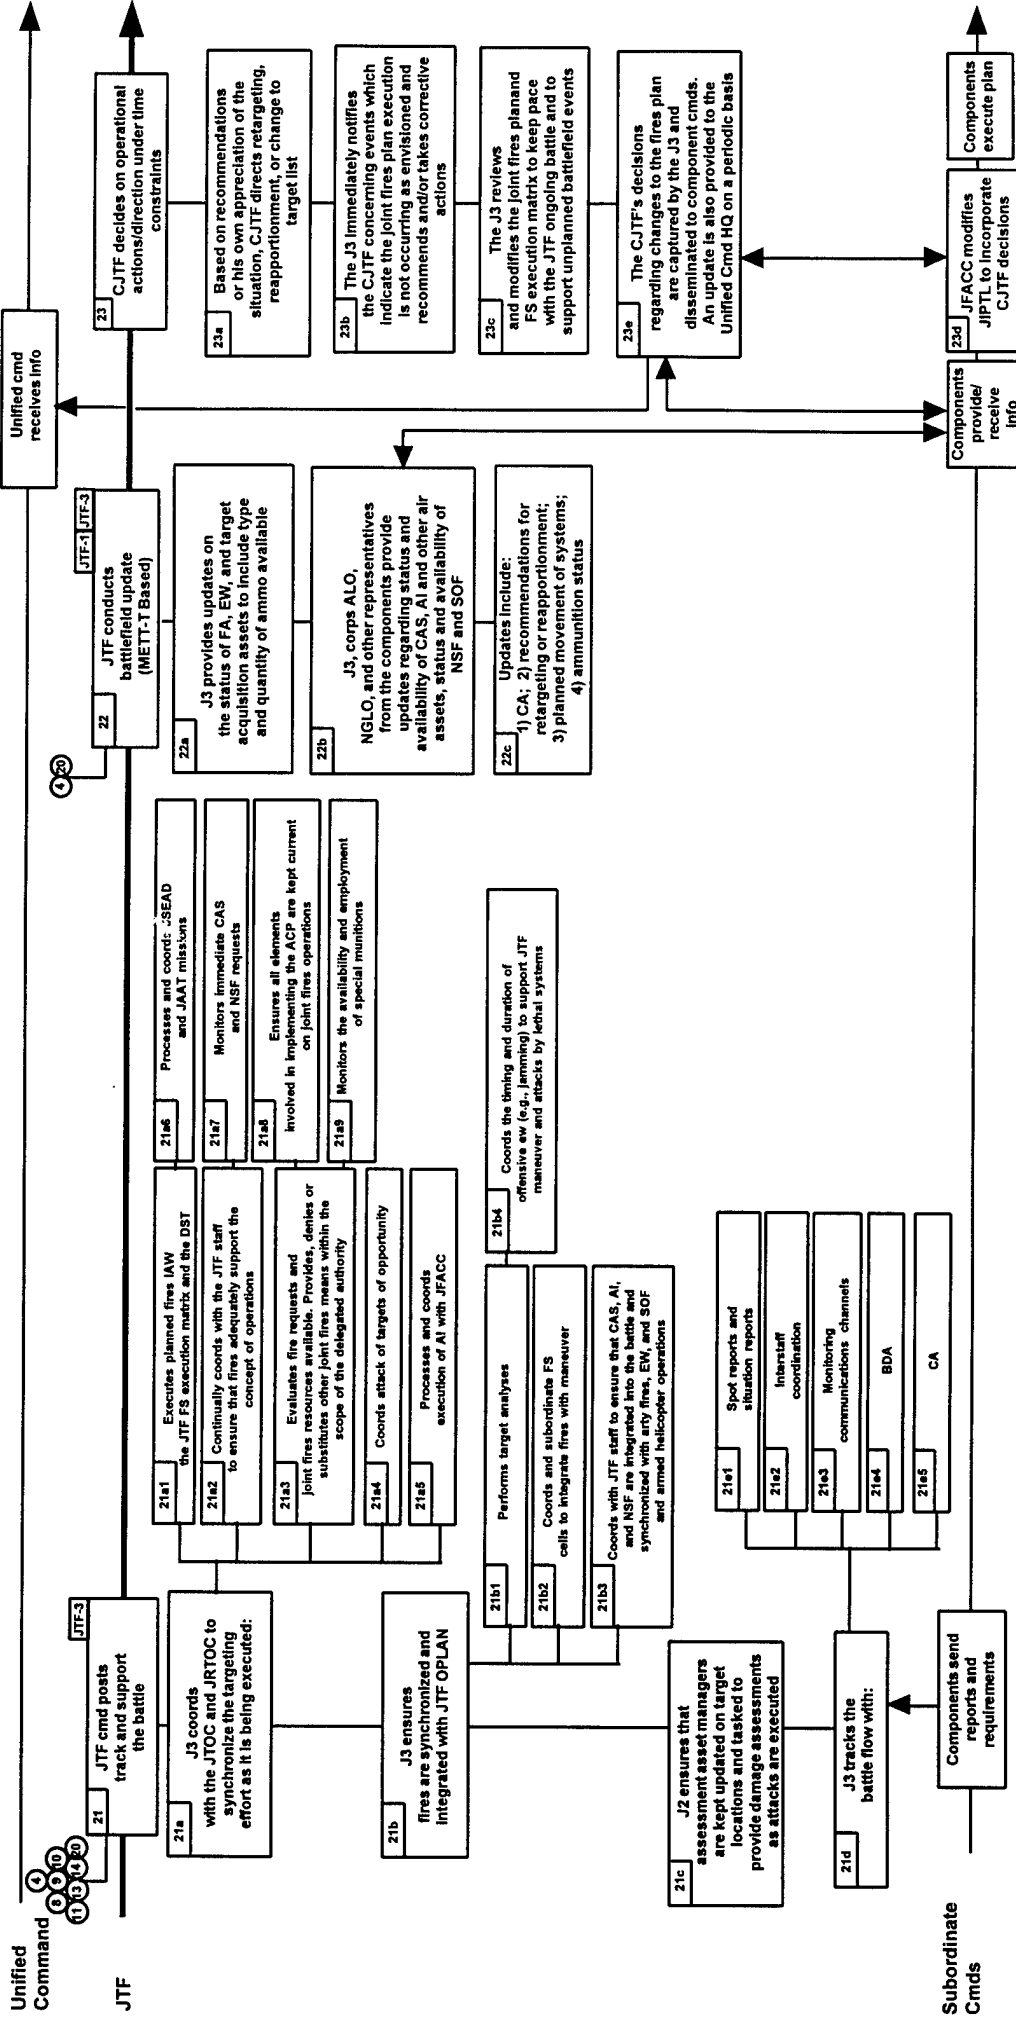 Unified
Command
JTF
Subordinate
Cmds
4
8
9
10
11
13
14
20
21
JTF-3
JTF cmd posts
track and support
the battle
21a
J3 coords
with the JTOC and JRTOC to
synchronize the targeting
effort as it is being executed:
21b
J3 ensures
fires are synchronized and
integrated with JTF OPLAN
21c
J2 ensures that
assessment asset managers
are kept updated on target
locations and tasked to
provide damage assessments
as attacks are executed
21d
J3 tracks the
battle flow with:
Components send
reports and
requirements
21a1
Executes planned fires IAW
the JTF FS execution matrix and the DST
21a2
Continually coords with the JTF staff
to ensure that fires adequately support the
concept of operations
21a3
Evaluates fire requests and
joint fires resources available. Provides, denies or
substitutes other joint fires means within the
scope of the delegated authority
21a4
Coords attack of targets of opportunity
21a5
Processes and coords
execution of AI with JFACC
21a6
Processes and coords JSEAD
and JAAT missions
21a7
Monitors immediate CAS
and NSF requests
21a8
Ensures all elements
involved in implementing the ACP are kept current
on joint fires operations
21a9
Monitors the availability and employment
of special munitions
21b1
Performs target analyses
21b2
Coords and subordinate FS
cells to integrate fires with maneuver
21b3
Coords with JTF staff to ensure that CAS, AI,
and NSF are integrated into the battle and
synchronized with arty fires, EW, and SOF
and armed helicopter operations
21b4
Coords the timing and duration of
offensive ew (e.g., jamming) to support JTF
maneuver and attacks by lethal systems
21e1
Spot reports and
situation reports
21e2
Interstaff
coordination
21e3
Monitoring
communications channels
21e4
BDA
21e5
CA
4
20
22
JTF-1
JTF-3
JTF conducts
battlefield update
(METT-T Based)
22a
J3 provides updates on
the status of FA, EW, and target
acquisition assets to include type
and quantity of ammo available
22b
J3, corps ALO,
NGLO, and other representatives
from the components provide
updates regarding status and
availability of CAS, AI and other air
assets, status and availability of
NSF and SOF
22c
Updates include:
1) CA; 2) recommendations for
retargeting or reapportionment;
3) planned movement of systems;
4) ammunition status
Unified cmd
receives info
23
CJTF decides on operational
actions/direction under time
constraints
23a
Based on recommendations
or his own appreciation of the
situation, CJTF directs retargeting,
reapportionment, or change to
target list
23b
The J3 immediately notifies
the CJTF concerning events which
indicate the joint fires plan execution
is not occurring as envisioned and
recommends and/or takes corrective
actions
23c
The J3 reviews
and modifies the joint fires planand
FS execution matrix to keep pace
with the JTF ongoing battle and to
support unplanned battlefield events
23e
The CJTF's decisions
regarding changes to the fires plan
are captured by the J3 and
disseminated to component cmds.
An update is also provided to the
Unified Cmd HQ on a periodic basis
Components
provide/
receive
info
23d
JFACC modifies
JIPTL to incorporate
CJTF decisions
Components
execute plan